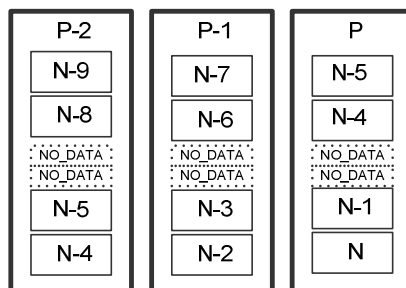 P-2
N-9
N-8
NO_DATA
NO_DATA
N-5
N-4
P-1
N-7
N-6
NO_DATA
NO_DATA
N-3
N-2
P
N-5
N-4
NO_DATA
NO_DATA
N-1
N